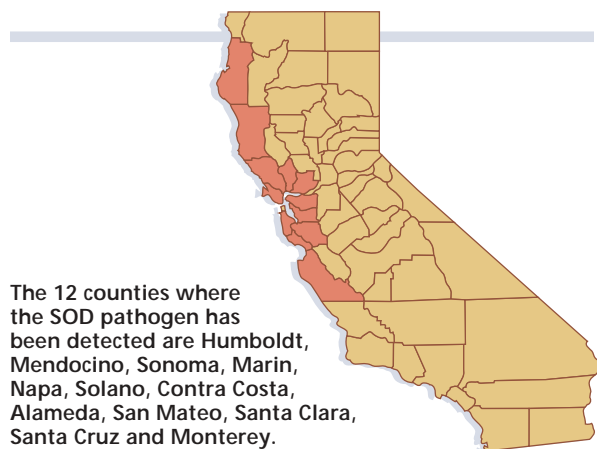 The 12 counties where
the SOD pathogen has
been detected are Humboldt,
Mendocino, Sonoma, Marin,
Napa, Solano, Contra Costa,
Alameda, San Mateo, Santa Clara,
Santa Cruz and Monterey.